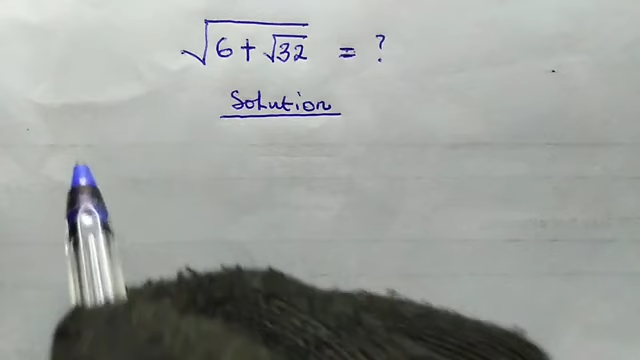 √(6 + √32) = ?
Solution